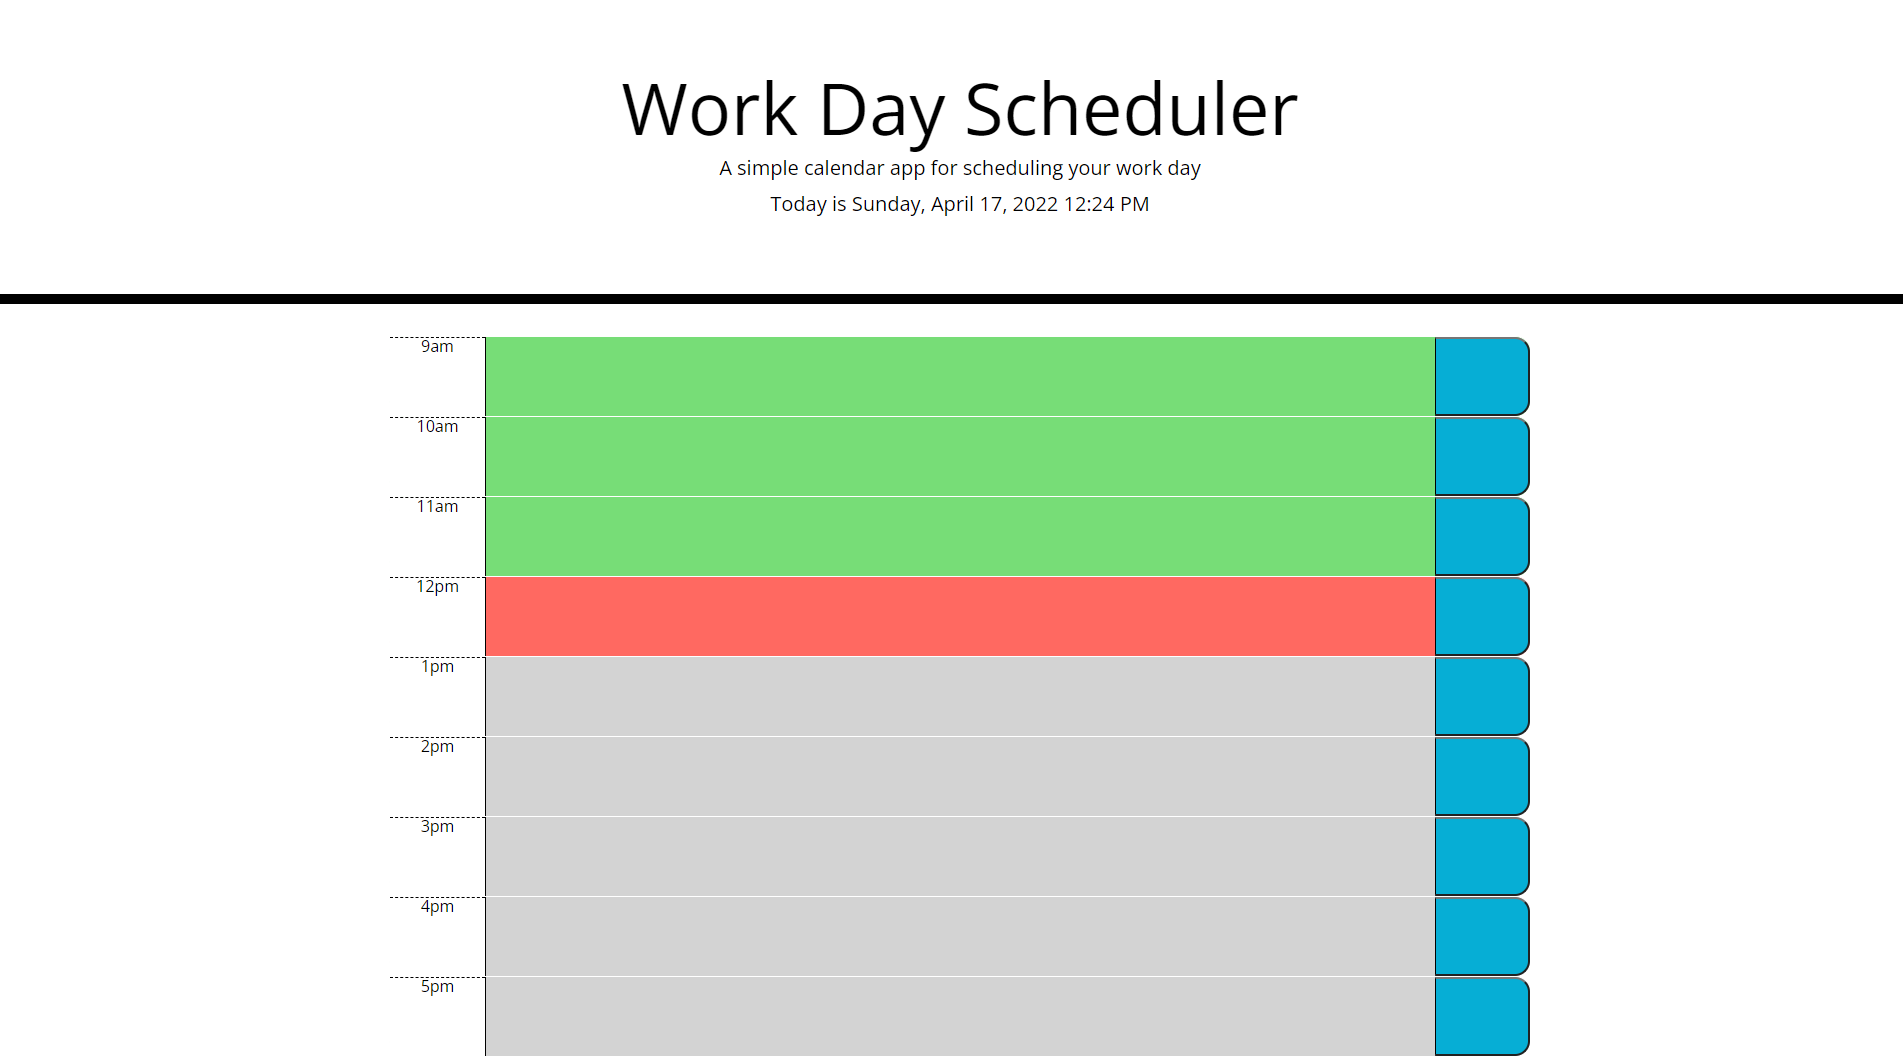 Work Day Scheduler
A simple calendar app for scheduling your work day
Today is Sunday, April 17, 2022 12:24 PM
9am
10am
11am
12pm
1pm
2pm
3pm
4pm
5pm